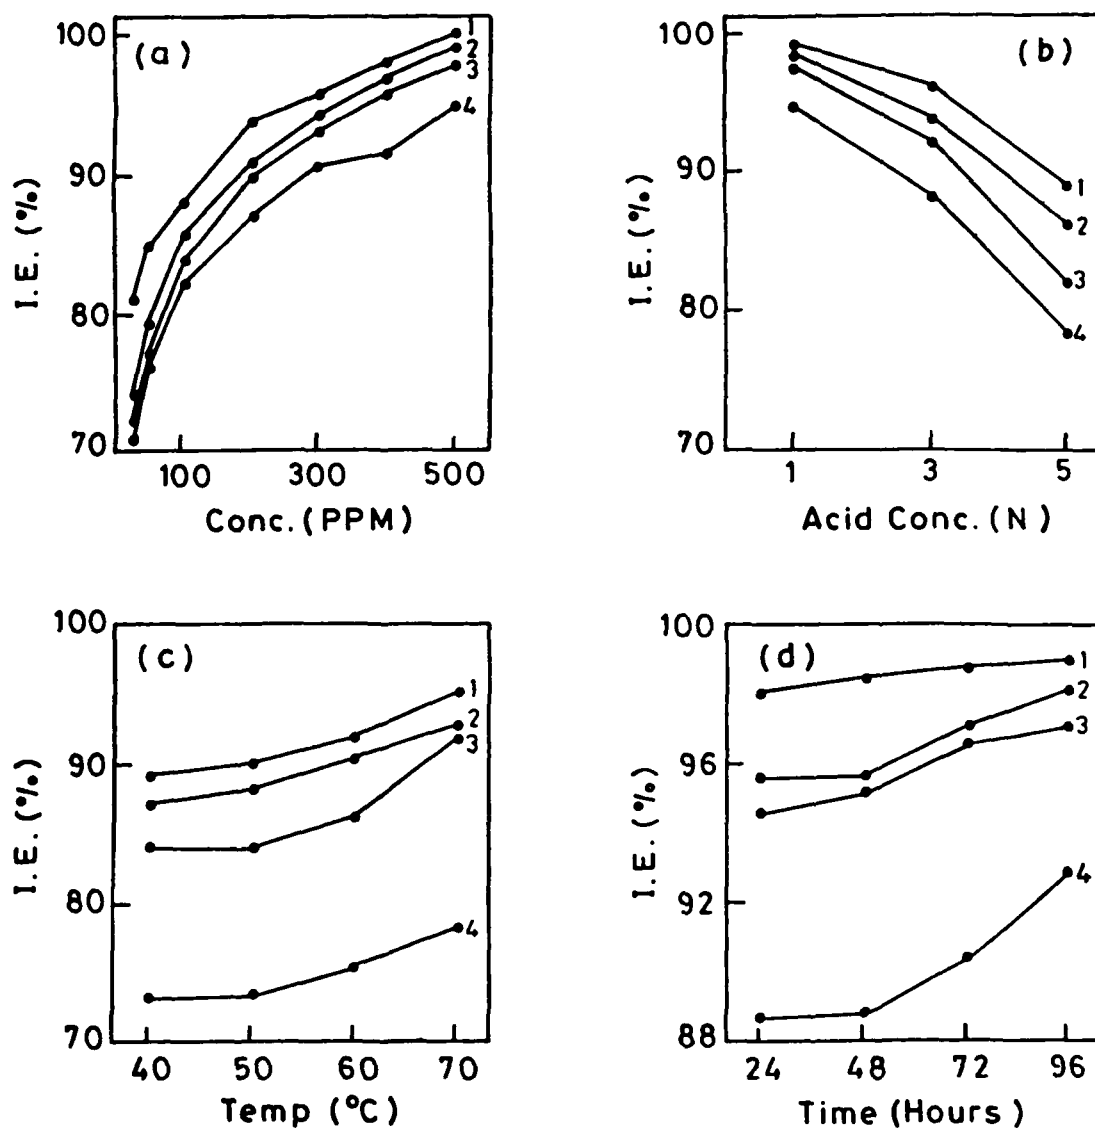 (a)
I.E. (%)
100
90
80
70
1
2
3
4
100 300 500
Conc. (PPM)
(b)
I.E. (%)
100
90
80
70
1
2
3
4
1 3 5
Acid Conc. (N)
(c)
I.E. (%)
100
90
80
70
1
2
3
4
40 50 60 70
Temp (°C)
(d)
I.E. (%)
100
96
92
88
1
2
3
4
24 48 72 96
Time (Hours)